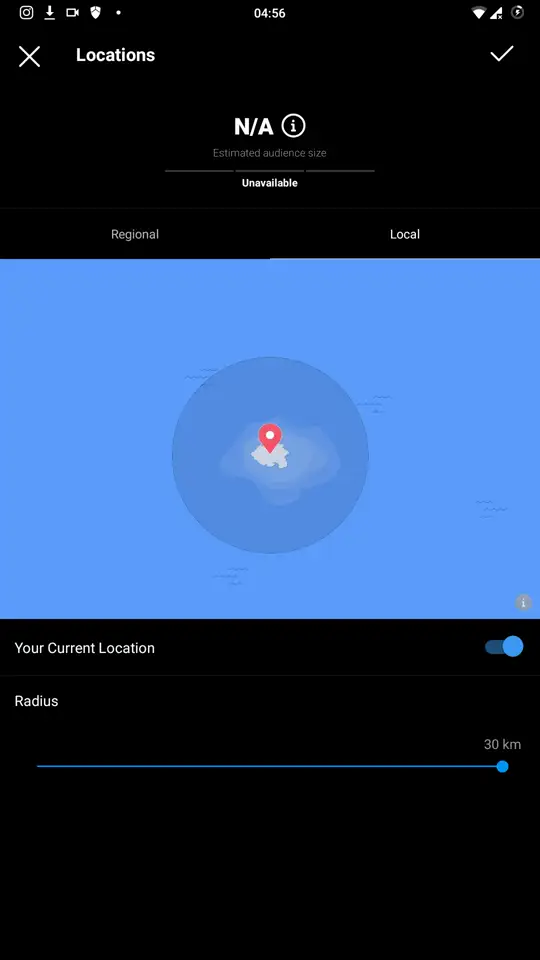 04:56
Locations
N/A
Estimated audience size
Unavailable
Regional
Local
Your Current Location
Radius
30 km